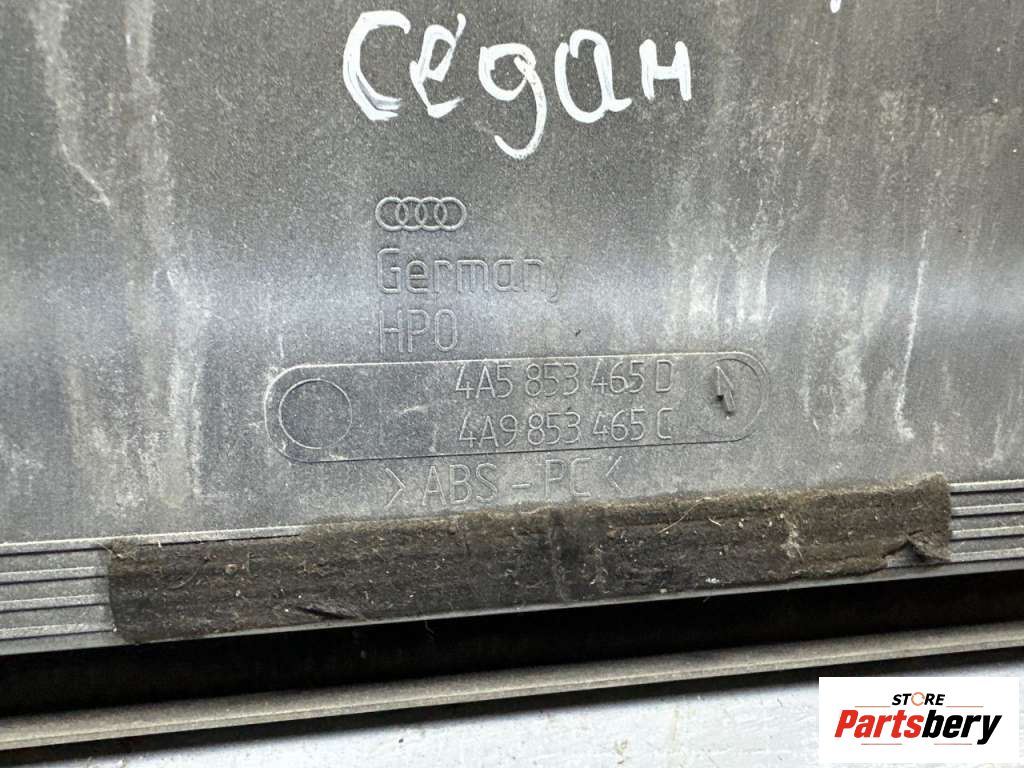 седан
Germany
HPO
4A5 853 465 D
4A9 853 465 C
>ABS-PC<
STORE
Partsbery